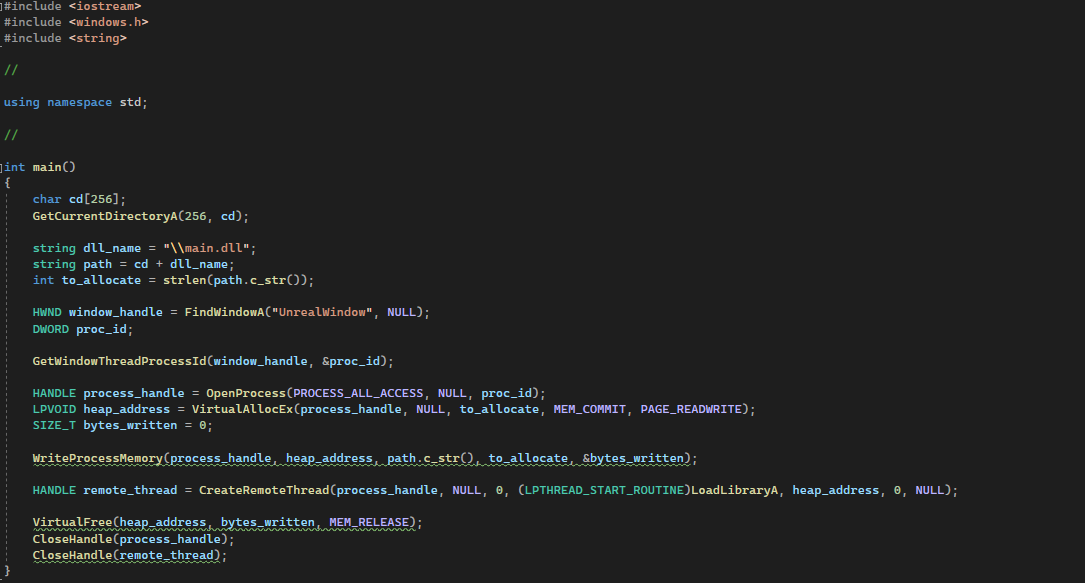 #include <iostream>
#include <windows.h>
#include <string>
//
using namespace std;
//
int main()
{
char cd[256];
GetCurrentDirectoryA(256, cd);
string dll_name = "\\main.dll";
string path = cd + dll_name;
int to_allocate = strlen(path.c_str());
HWND window_handle = FindWindowA("UnrealWindow", NULL);
DWORD proc_id;
GetWindowThreadProcessId(window_handle, &proc_id);
HANDLE process_handle = OpenProcess(PROCESS_ALL_ACCESS, NULL, proc_id);
LPVOID heap_address = VirtualAllocEx(process_handle, NULL, to_allocate, MEM_COMMIT, PAGE_READWRITE);
SIZE_T bytes_written = 0;
WriteProcessMemory(process_handle, heap_address, path.c_str(), to_allocate, &bytes_written);
HANDLE remote_thread = CreateRemoteThread(process_handle, NULL, 0, (LPTHREAD_START_ROUTINE)LoadLibraryA, heap_address, 0, NULL);
VirtualFree(heap_address, bytes_written, MEM_RELEASE);
CloseHandle(process_handle);
CloseHandle(remote_thread);
}